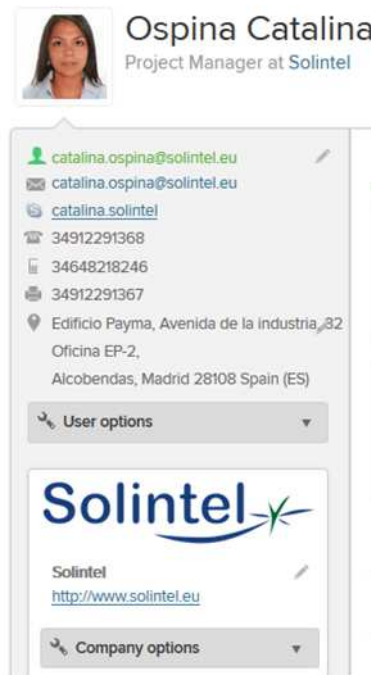 Ospina Catalina
Project Manager at Solintel
catalina.ospina@solintel.eu
catalina.ospina@solintel.eu
catalina.solintel
34912291368
34648218246
34912291367
Edificio Payma, Avenida de la industria, 32
Oficina EP-2,
Alcobendas, Madrid 28108 Spain (ES)
User options
Solintel
Solintel
http://www.solintel.eu
Company options